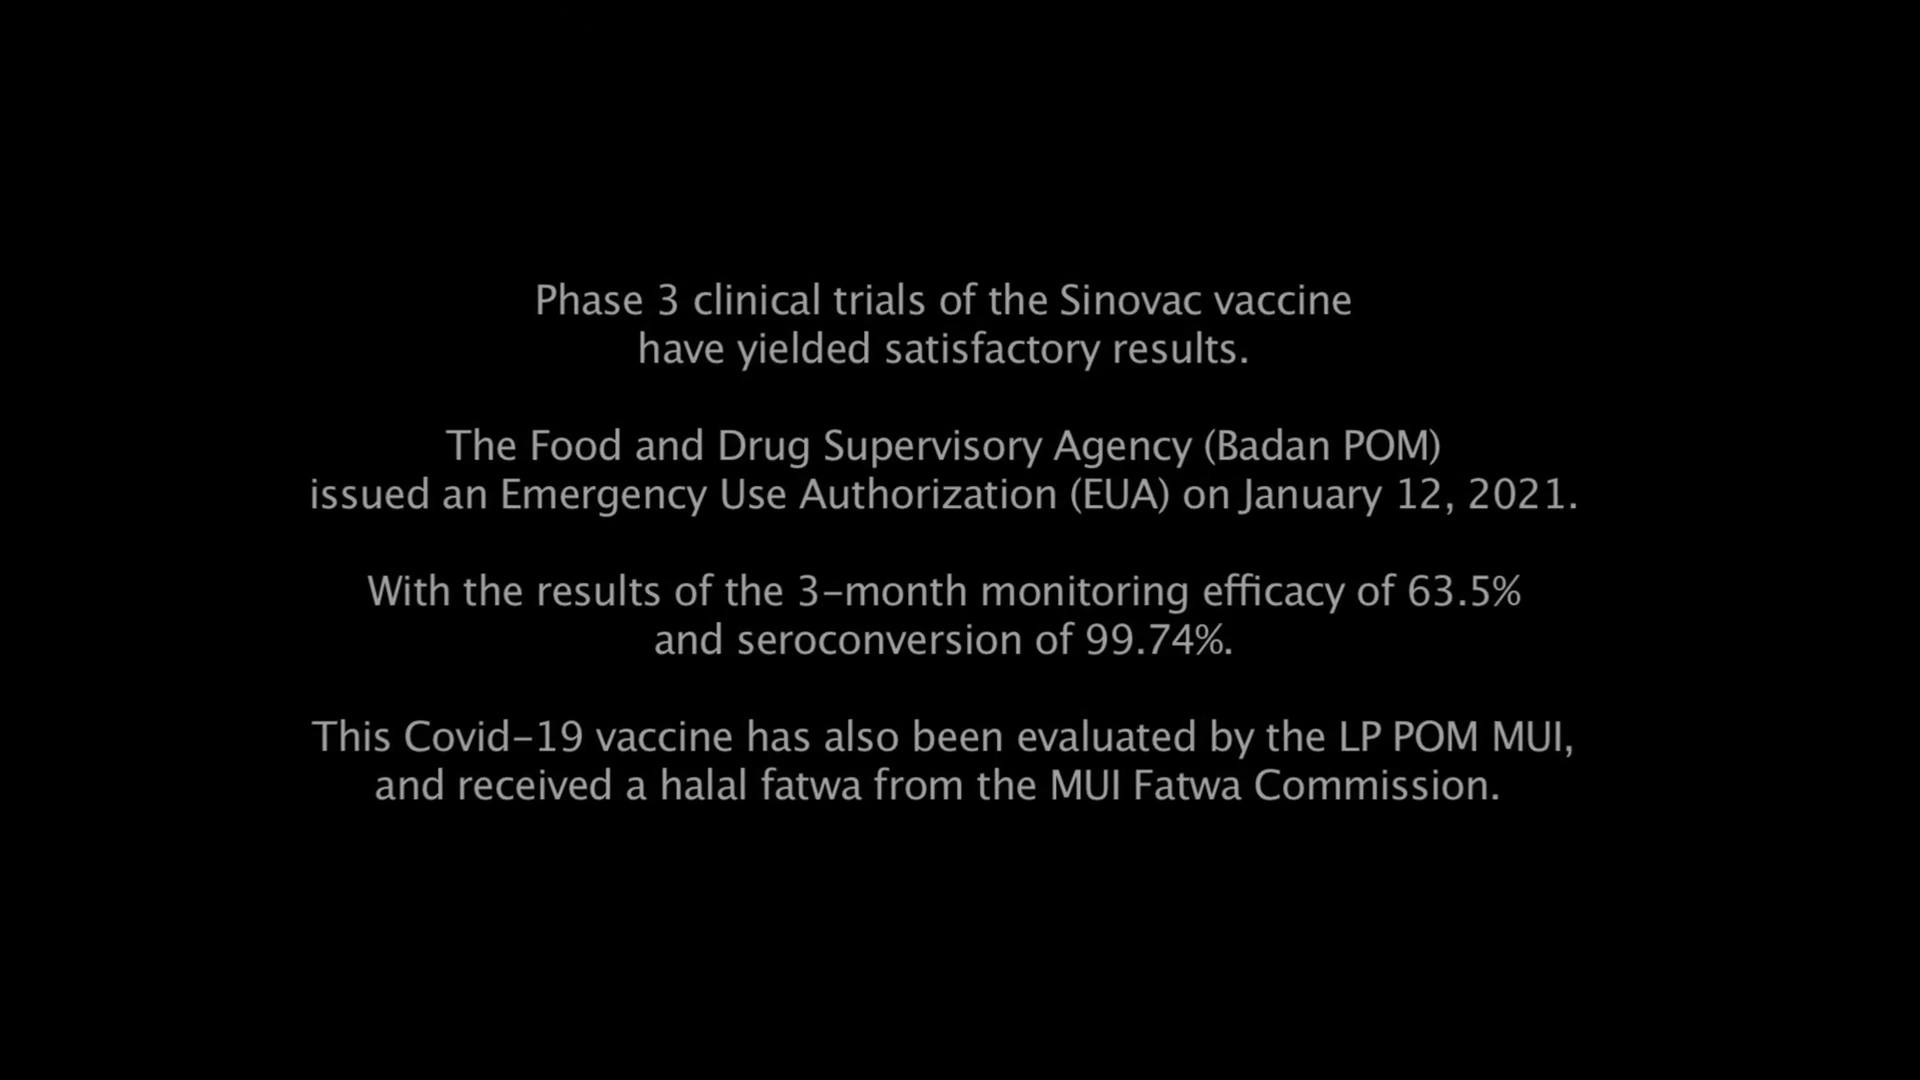 Phase 3 clinical trials of the Sinovac vaccine
have yielded satisfactory results.
The Food and Drug Supervisory Agency (Badan POM)
issued an Emergency Use Authorization (EUA) on January 12, 2021.
With the results of the 3-month monitoring efficacy of 63.5%
and seroconversion of 99.74%.
This Covid-19 vaccine has also been evaluated by the LP POM MUI,
and received a halal fatwa from the MUI Fatwa Commission.